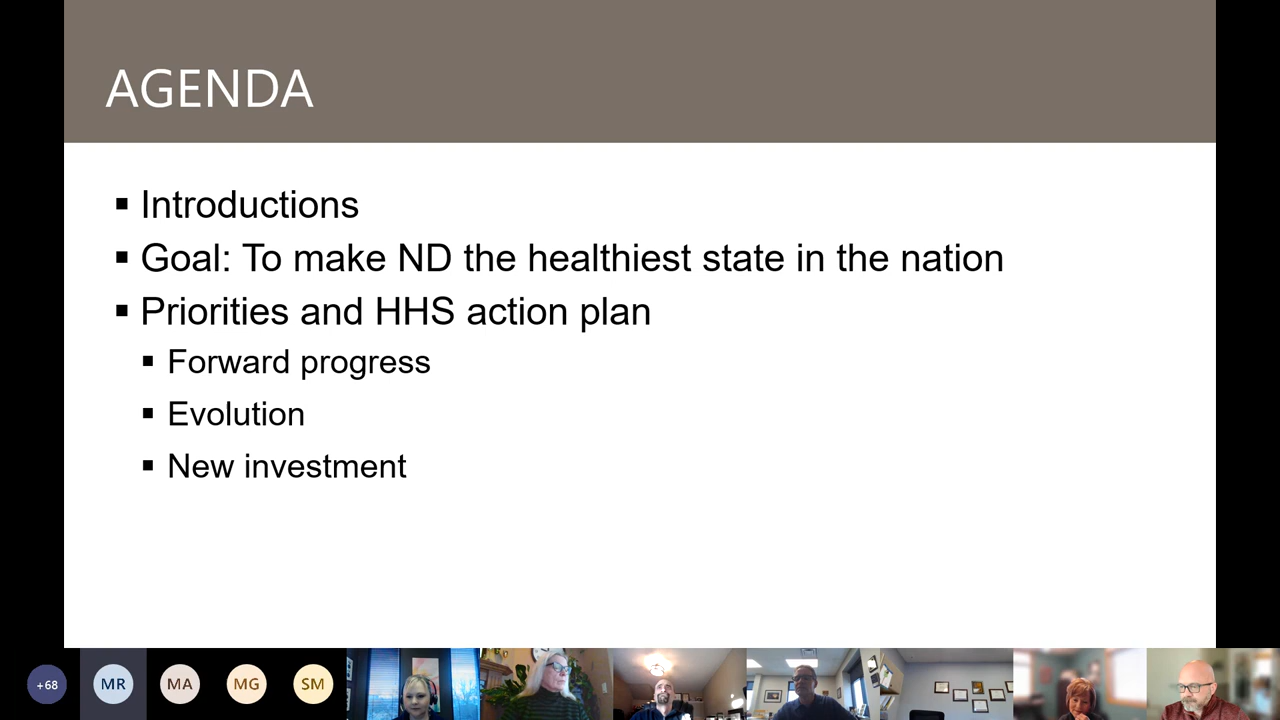 AGENDA
▪ Introductions
▪ Goal: To make ND the healthiest state in the nation
▪ Priorities and HHS action plan
▪ Forward progress
▪ Evolution
▪ New investment
+68 MR MA MG SM